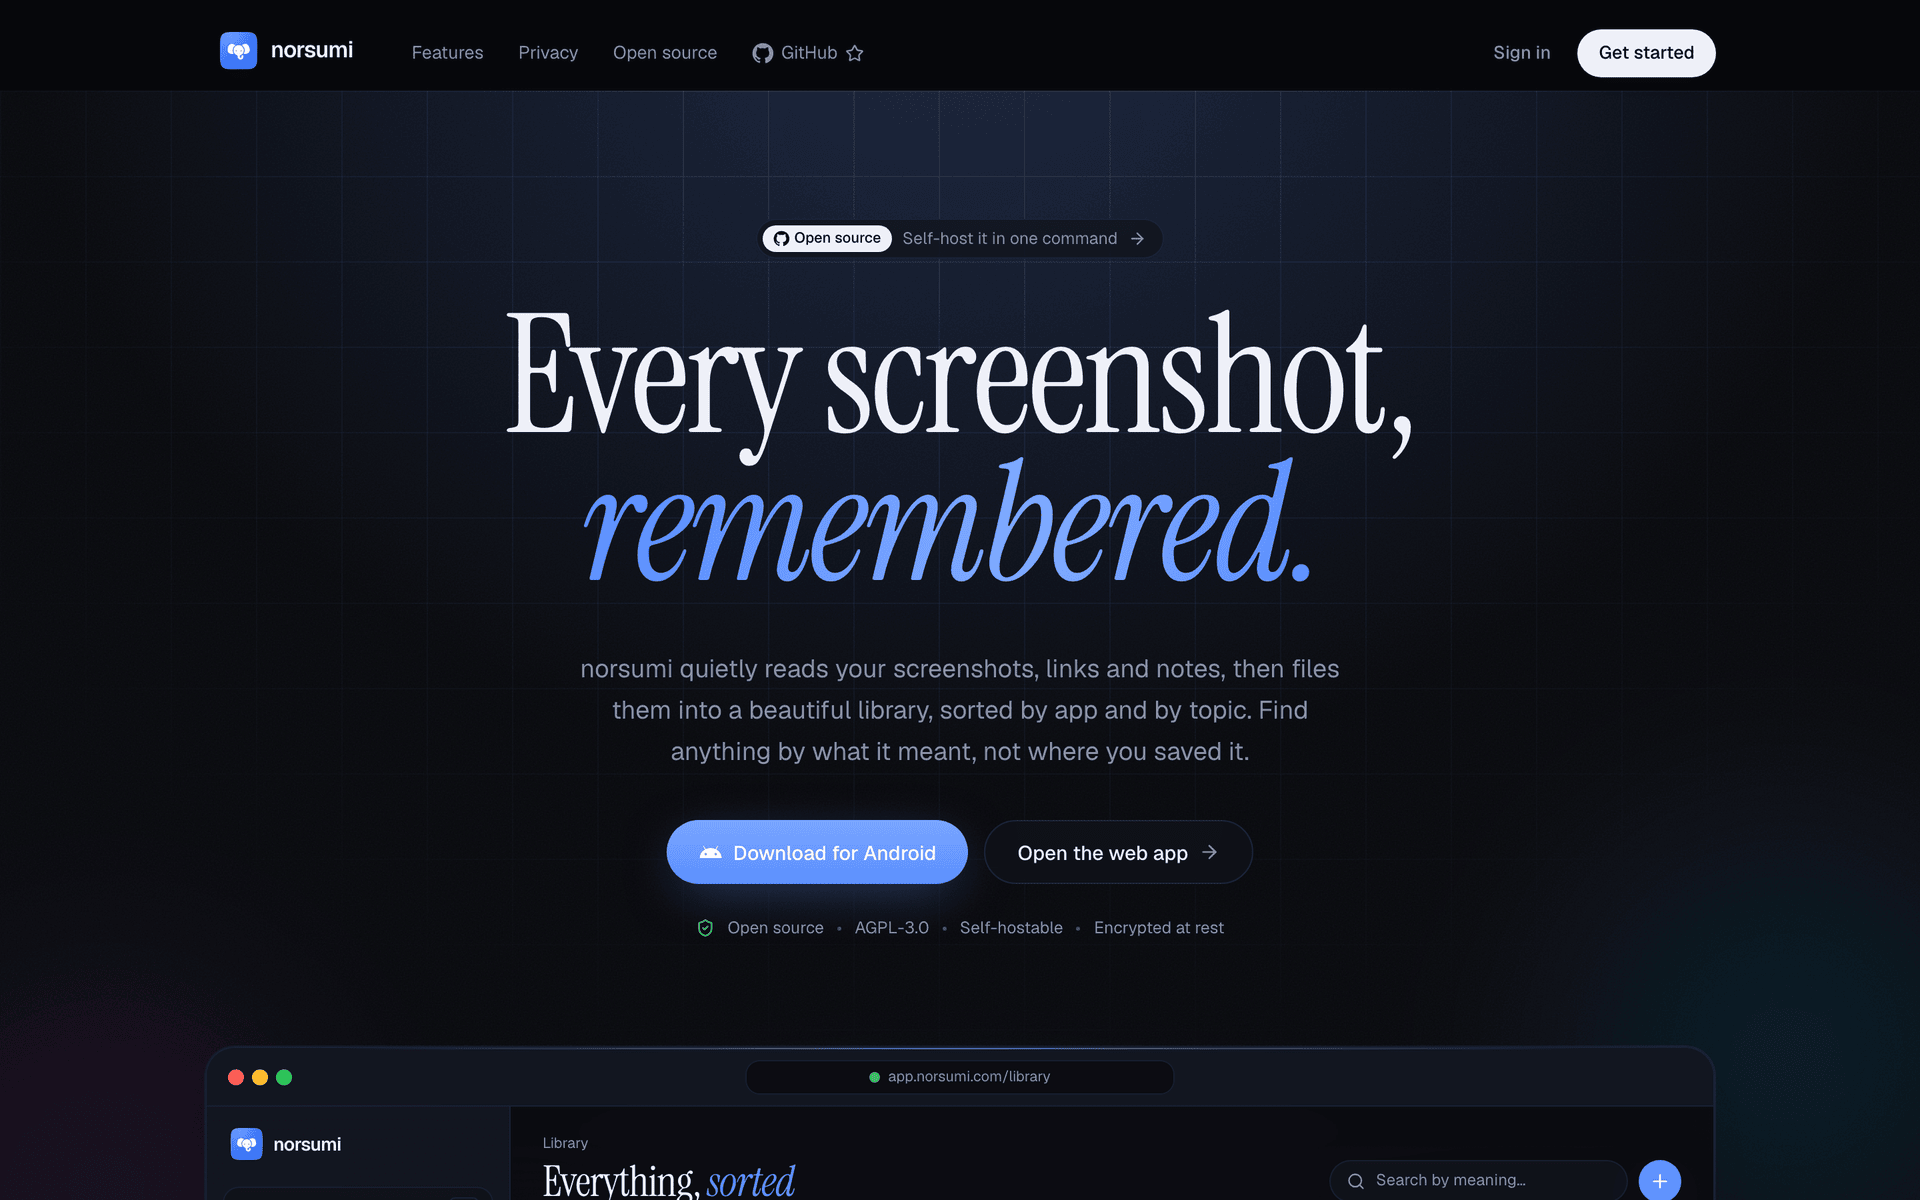 norsumi
Features
Privacy
Open source
GitHub
Sign in
Get started
Open source
Self-host it in one command →
Every screenshot,
remembered.
norsumi quietly reads your screenshots, links and notes, then files
them into a beautiful library, sorted by app and by topic. Find
anything by what it meant, not where you saved it.
Download for Android
Open the web app →
Open source • AGPL-3.0 • Self-hostable • Encrypted at rest
app.norsumi.com/library
norsumi
Library
Everything, sorted
Search by meaning...